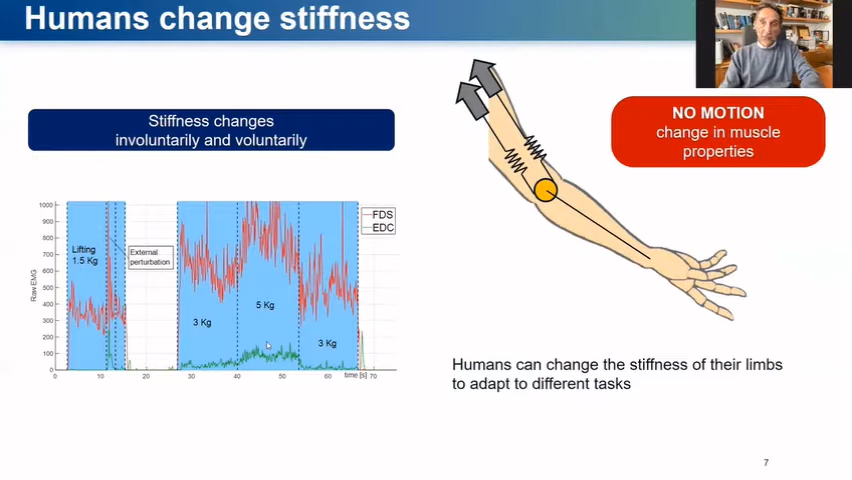 Humans change stiffness
Stiffness changes
involuntarily and voluntarily
NO MOTION
change in muscle
properties
1000
900
800
700
600
500
400
300
200
100
0
Raw EMG
Lifting
1.5 Kg
External
perturbation
3 Kg
5 Kg
3 Kg
FDS
EDC
0
10
20
30
40
50
60
time [s]
70
Humans can change the stiffness of their limbs
to adapt to different tasks
7